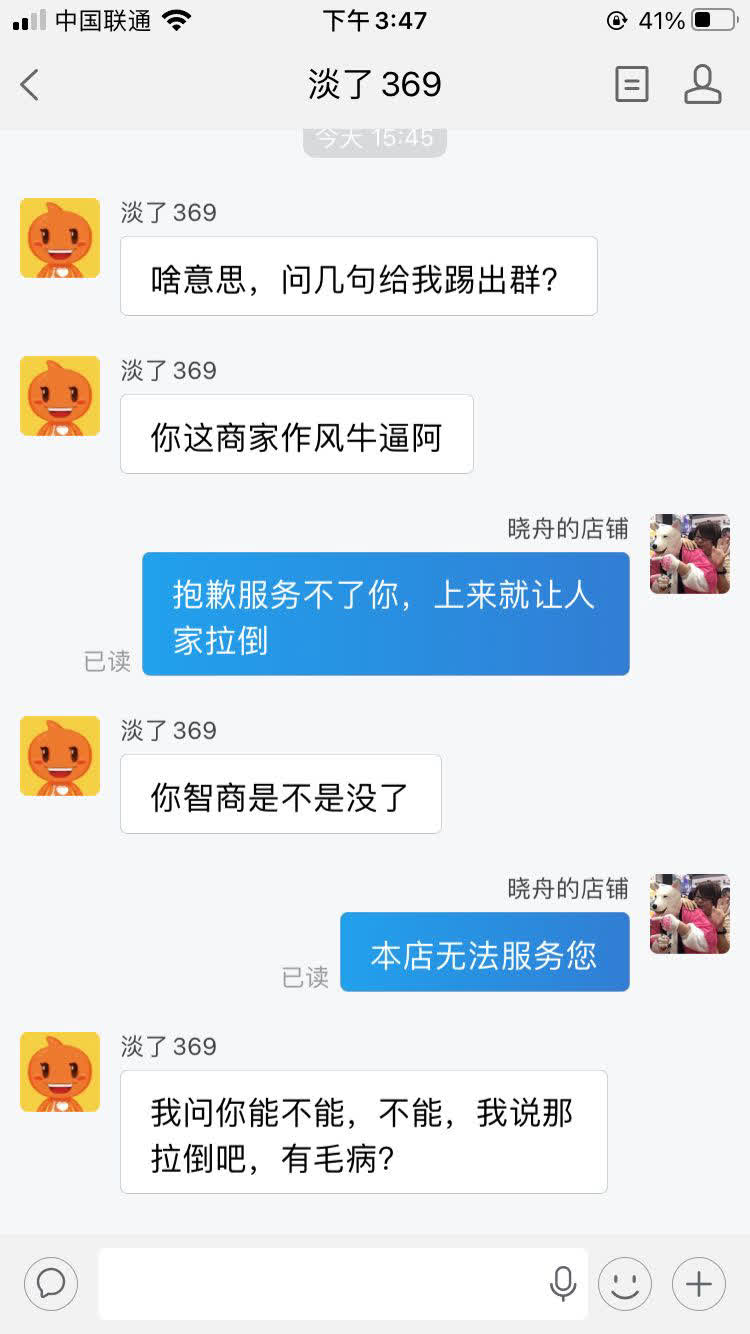 中国联通
下午3:47
41%
淡了369
今天 15:45
淡了369
啥意思，问几句给我踢出群？
淡了369
你这商家作风牛逼阿
晓舟的店铺
抱歉服务不了你，上来就让人
家拉倒
已读
淡了369
你智商是不是没了
晓舟的店铺
本店无法服务您
已读
淡了369
我问你能不能，不能，我说那
拉倒吧，有毛病？